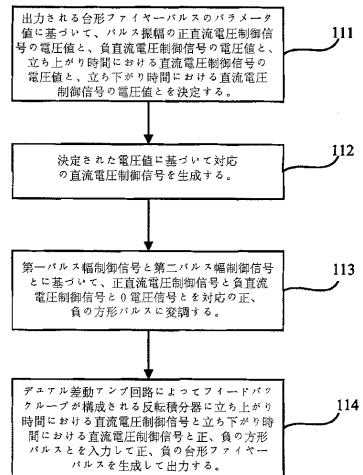 出力される台形ファイヤーパルスのパラメータ
値に基づいて、パルス振幅の正直流電圧制御信
号の電圧値と、負直流電圧制御信号の電圧値と、
立ち上がり時間における直流電圧制御信号の
電圧値と、立ち下がり時間における直流電圧
制御信号の電圧値とを決定する。
111
決定された電圧値に基づいて対応
の直流電圧制御信号を生成する。
112
第一パルス幅制御信号と第二パルス幅制御信号
とに基づいて、正直流電圧制御信号と負直流
電圧制御信号と0電圧信号とを対応の正、
負の方形パルスに変調する。
113
デュアル差動アンプ回路によってフィードバッ
クループが構成される反転積分器に立ち上がり
時間における直流電圧制御信号と立ち下がり時
間における直流電圧制御信号と正、負の方形
パルスとを入力して正、負の台形ファイヤー
パルスを生成して出力する。
114